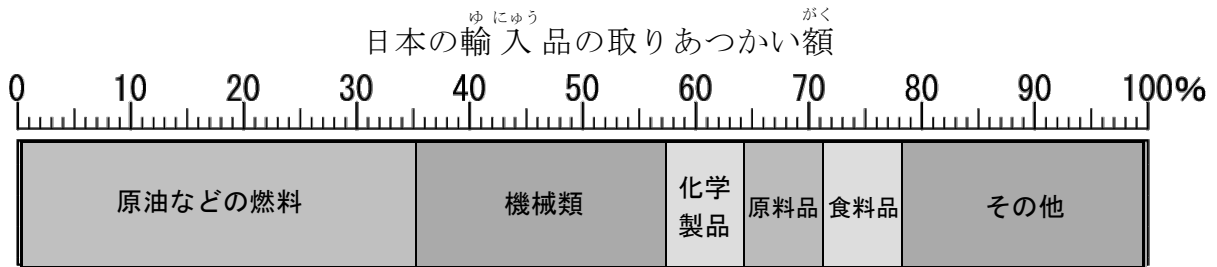 日本の輸入品の取りあつかい額
ゆにゅう
がく
0 10 20 30 40 50 60 70 80 90 100%
原油などの燃料
機械類
化学
製品
原料品
食料品
その他